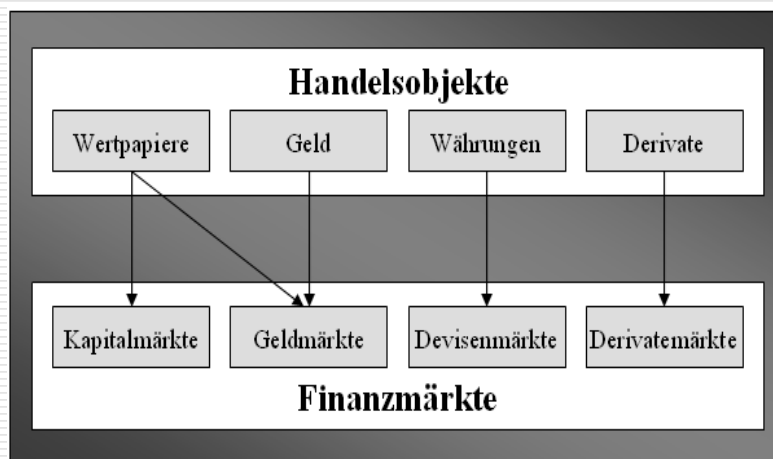 Handelsobjekte
Wertpapiere Geld Währungen Derivate
Kapitalmärkte Geldmärkte Devisenmärkte Derivatemärkte
Finanzmärkte